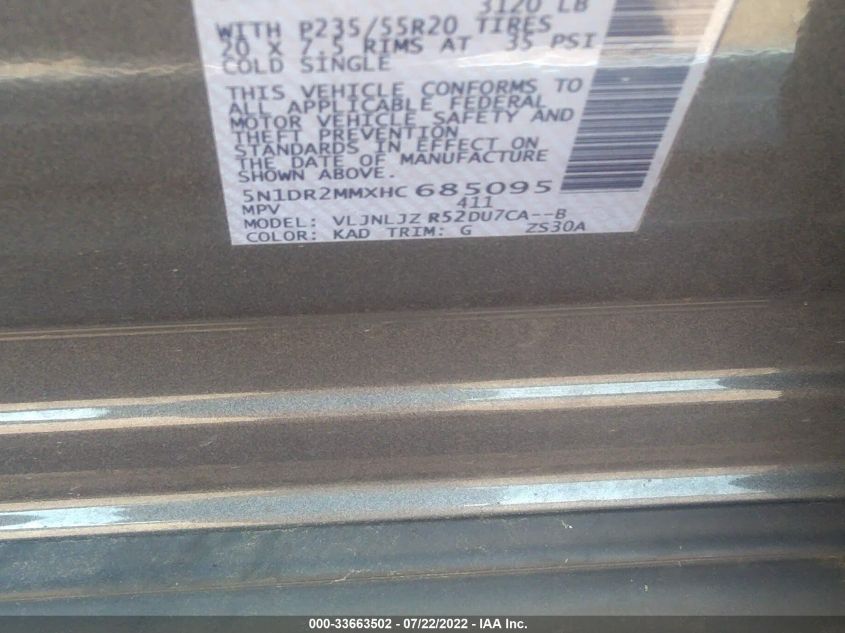 3120 LB
WITH P235/55R20 TIRES
20 X 7.5 RIMS AT 35 PSI
COLD SINGLE
THIS VEHICLE CONFORMS TO
ALL APPLICABLE FEDERAL
MOTOR VEHICLE SAFETY AND
THEFT PREVENTION
STANDARDS IN EFFECT ON
THE DATE OF MANUFACTURE
SHOWN ABOVE.
5N1DR2MMXHC 685095
MPV 411
MODEL: VLJNLJZ R52DU7CA--B
COLOR: KAD TRIM: G ZS30A
000-33663502 - 07/22/2022 - IAA Inc.